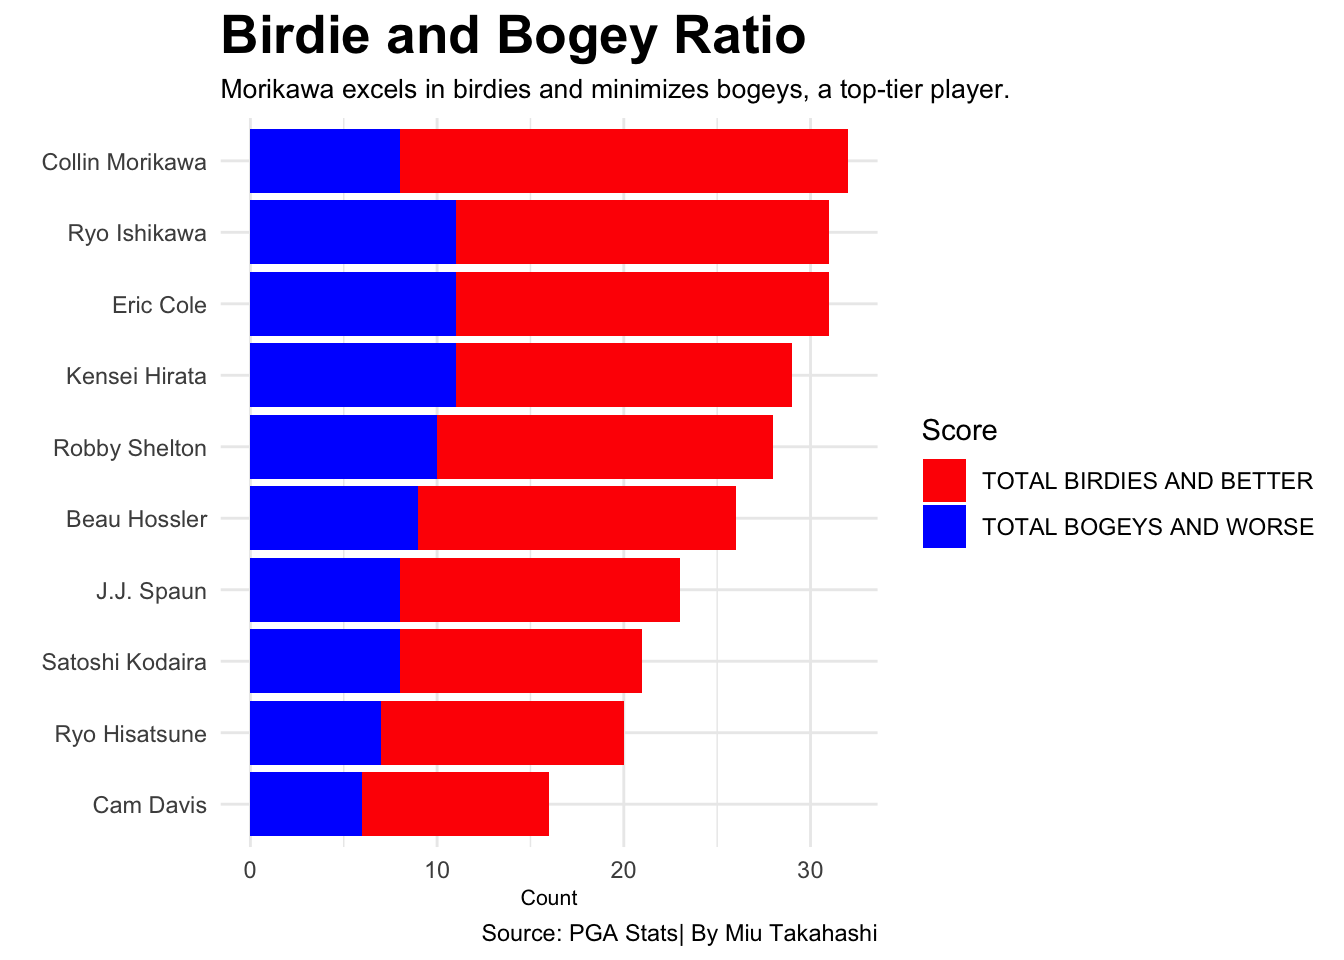 Birdie and Bogey Ratio
Morikawa excels in birdies and minimizes bogeys, a top-tier player.
Collin Morikawa
Ryo Ishikawa
Eric Cole
Kensei Hirata
Robby Shelton
Beau Hossler
J.J. Spaun
Satoshi Kodaira
Ryo Hisatsune
Cam Davis
0 10 20 30
Count
Score
TOTAL BIRDIES AND BETTER
TOTAL BOGEYS AND WORSE
Source: PGA Stats| By Miu Takahashi